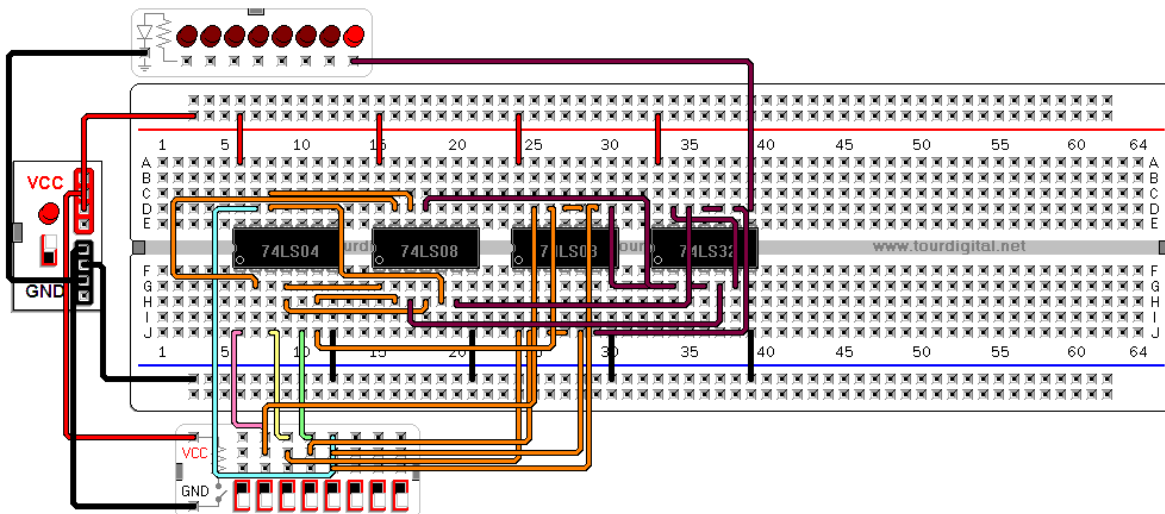 1 5 10 15 20 25 30 35 40 45 50 55 60 64
A A
B B
VCC
C C
D D
E E
74LS04 74LS08 74LS32 www.tourdigital.net
F F
GND
G G
H H
I I
J J
1 5 10 15 20 25 30 35 40 45 50 55 60 64
VCC
GND